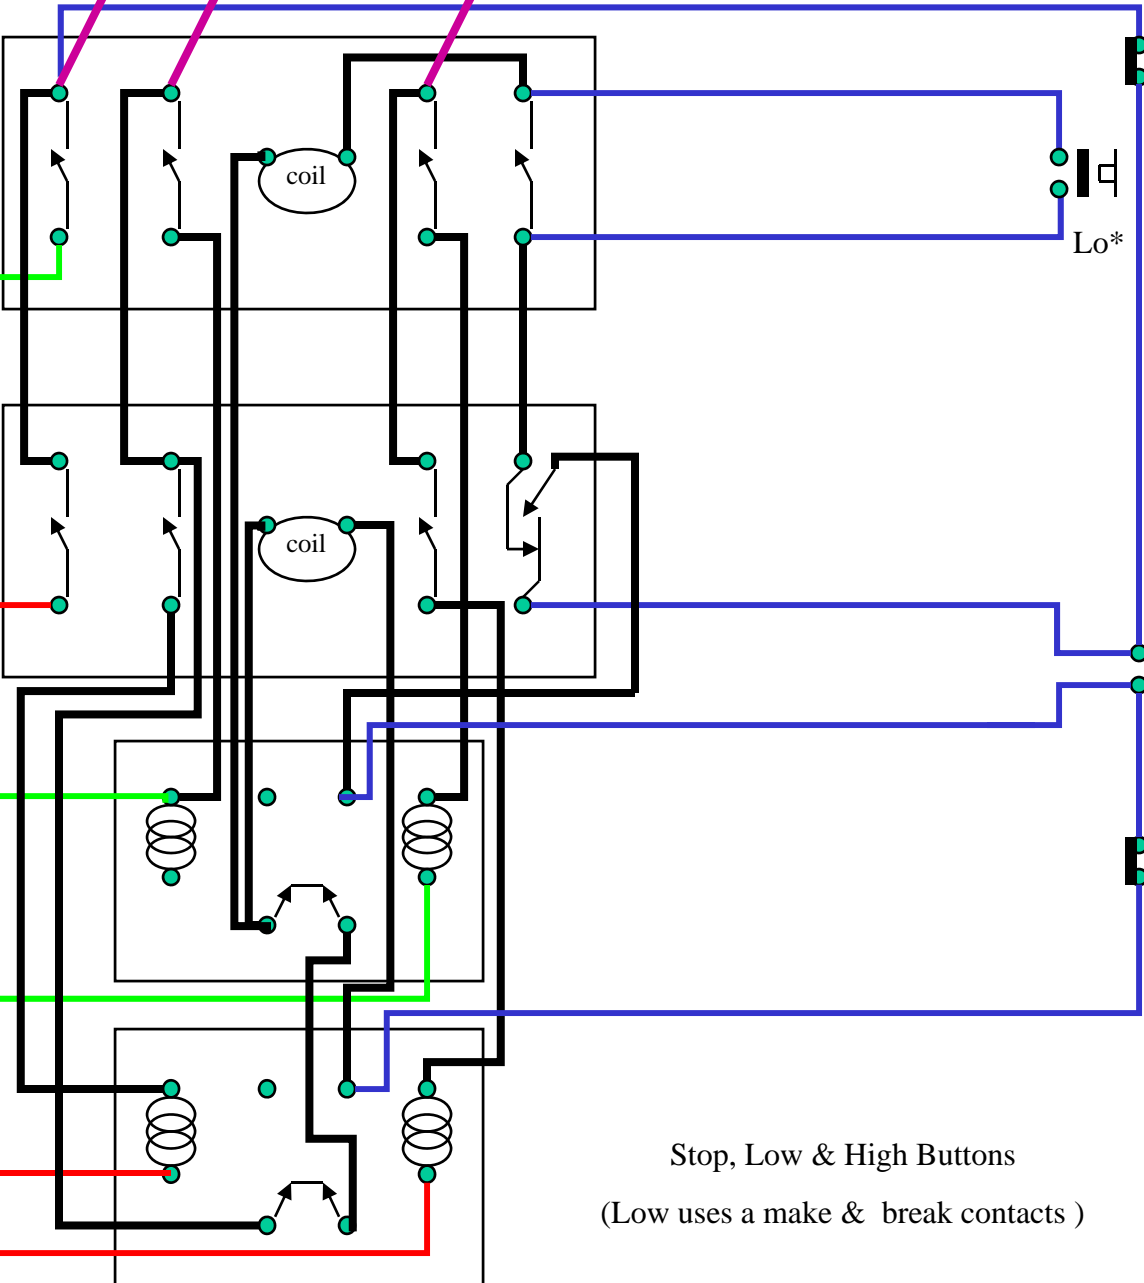 coil
Lo*
coil
Stop, Low & High Buttons
(Low uses a make & break contacts )